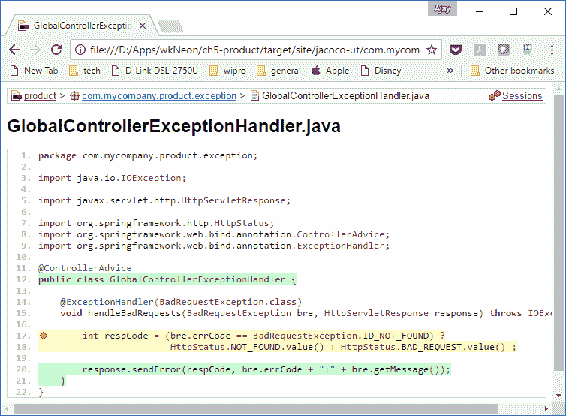 GlobalControllerExceptio
file:///D:/Apps/wkNeon/ch5-product/target/site/jacoco-ut/com.mycom
New Tab tech D-Link DSL-2750U wipro general Apple Disney » Other bookmarks
product > com.mycompany.product.exception > GlobalControllerExceptionHandler.java Sessions
GlobalControllerExceptionHandler.java
1. package com.mycompany.product.exception;
2.
3. import java.io.IOException;
4.
5. import javax.servlet.http.HttpServletResponse;
6.
7. import org.springframework.http.HttpStatus;
8. import org.springframework.web.bind.annotation.ControllerAdvice;
9. import org.springframework.web.bind.annotation.ExceptionHandler;
10.
11. @ControllerAdvice
12. public class GlobalControllerExceptionHandler {
13.
14. @ExceptionHandler(BadRequestException.class)
15. void handleBadRequests(BadRequestException bre, HttpServletResponse response) throws IOExc
16.
17. int respCode = (bre.errCode == BadRequestException.ID_NOT_FOUND) ?
18. HttpStatus.NOT_FOUND.value() : HttpStatus.BAD_REQUEST.value() ;
19.
20. response.sendError(respCode, bre.errCode + ":" + bre.getMessage());
21. }
22. }